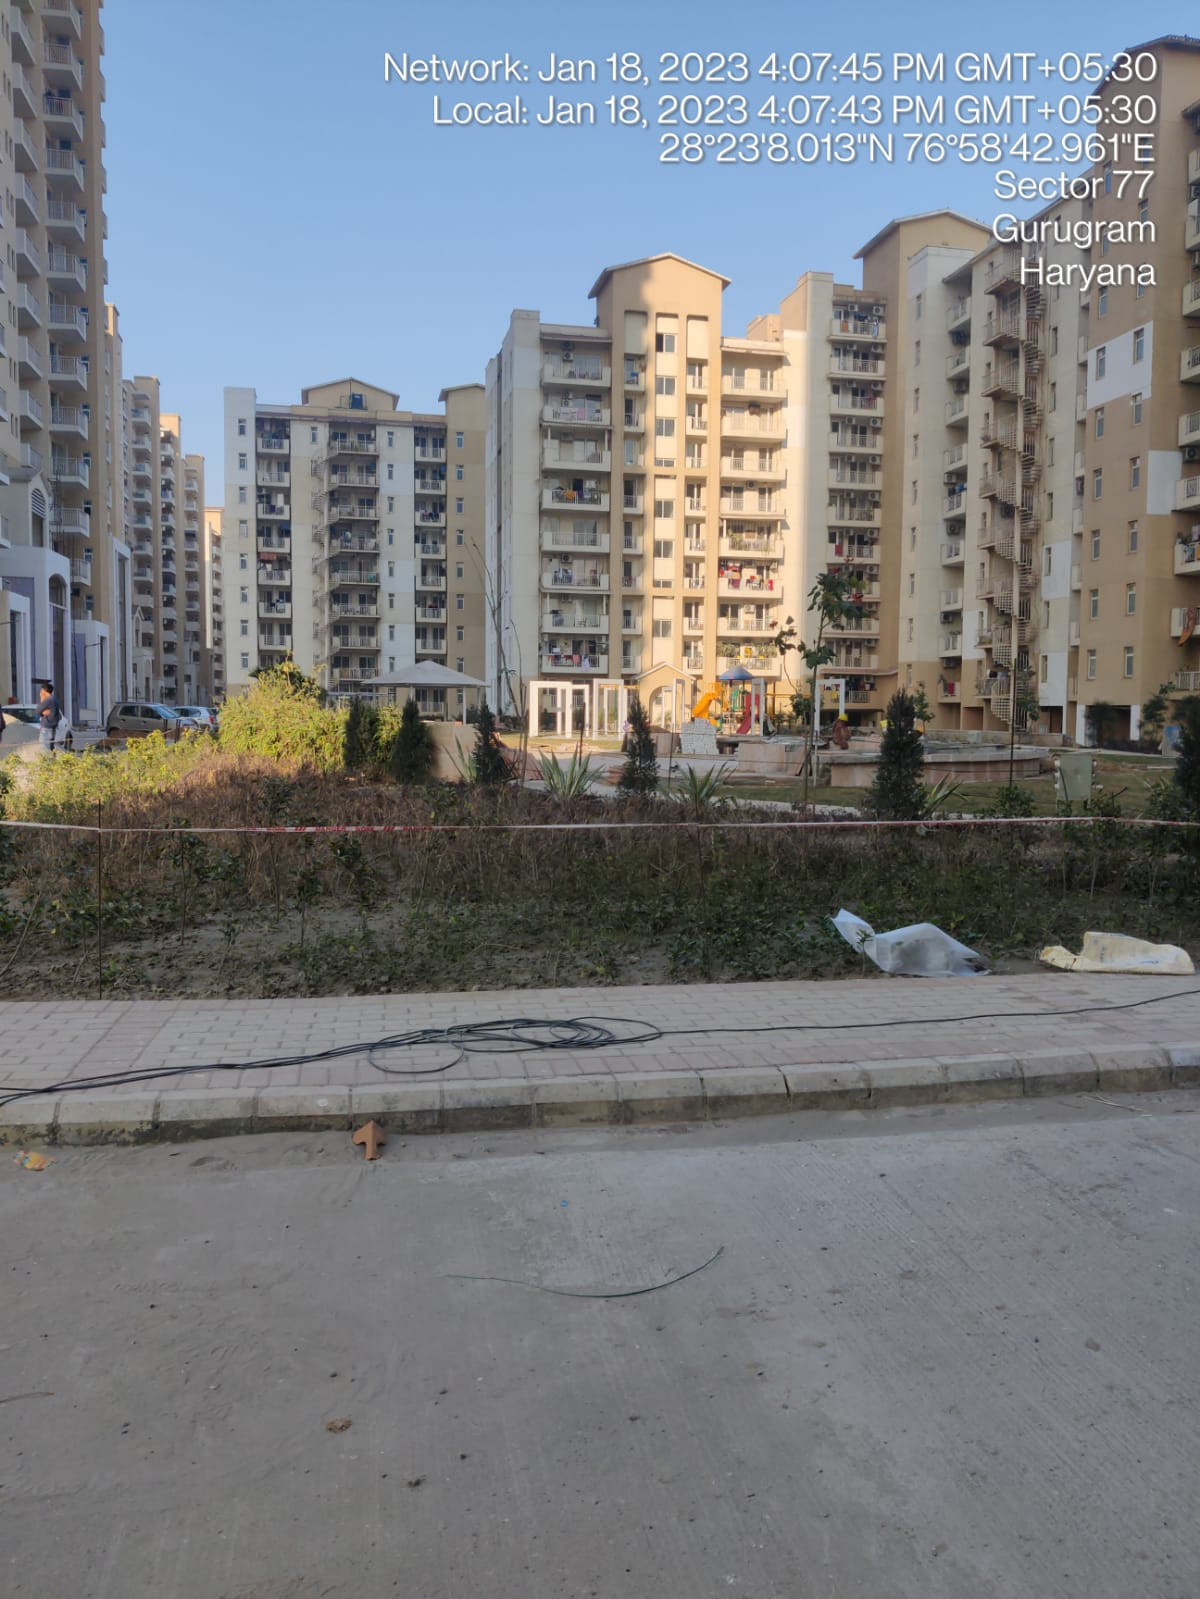 Network: Jan 18, 2023 4:07:45 PM GMT+05:30
Local: Jan 18, 2023 4:07:43 PM GMT+05:30
28°23'8.013"N 76°58'42.961"E
Sector 77
Gurugram
Haryana